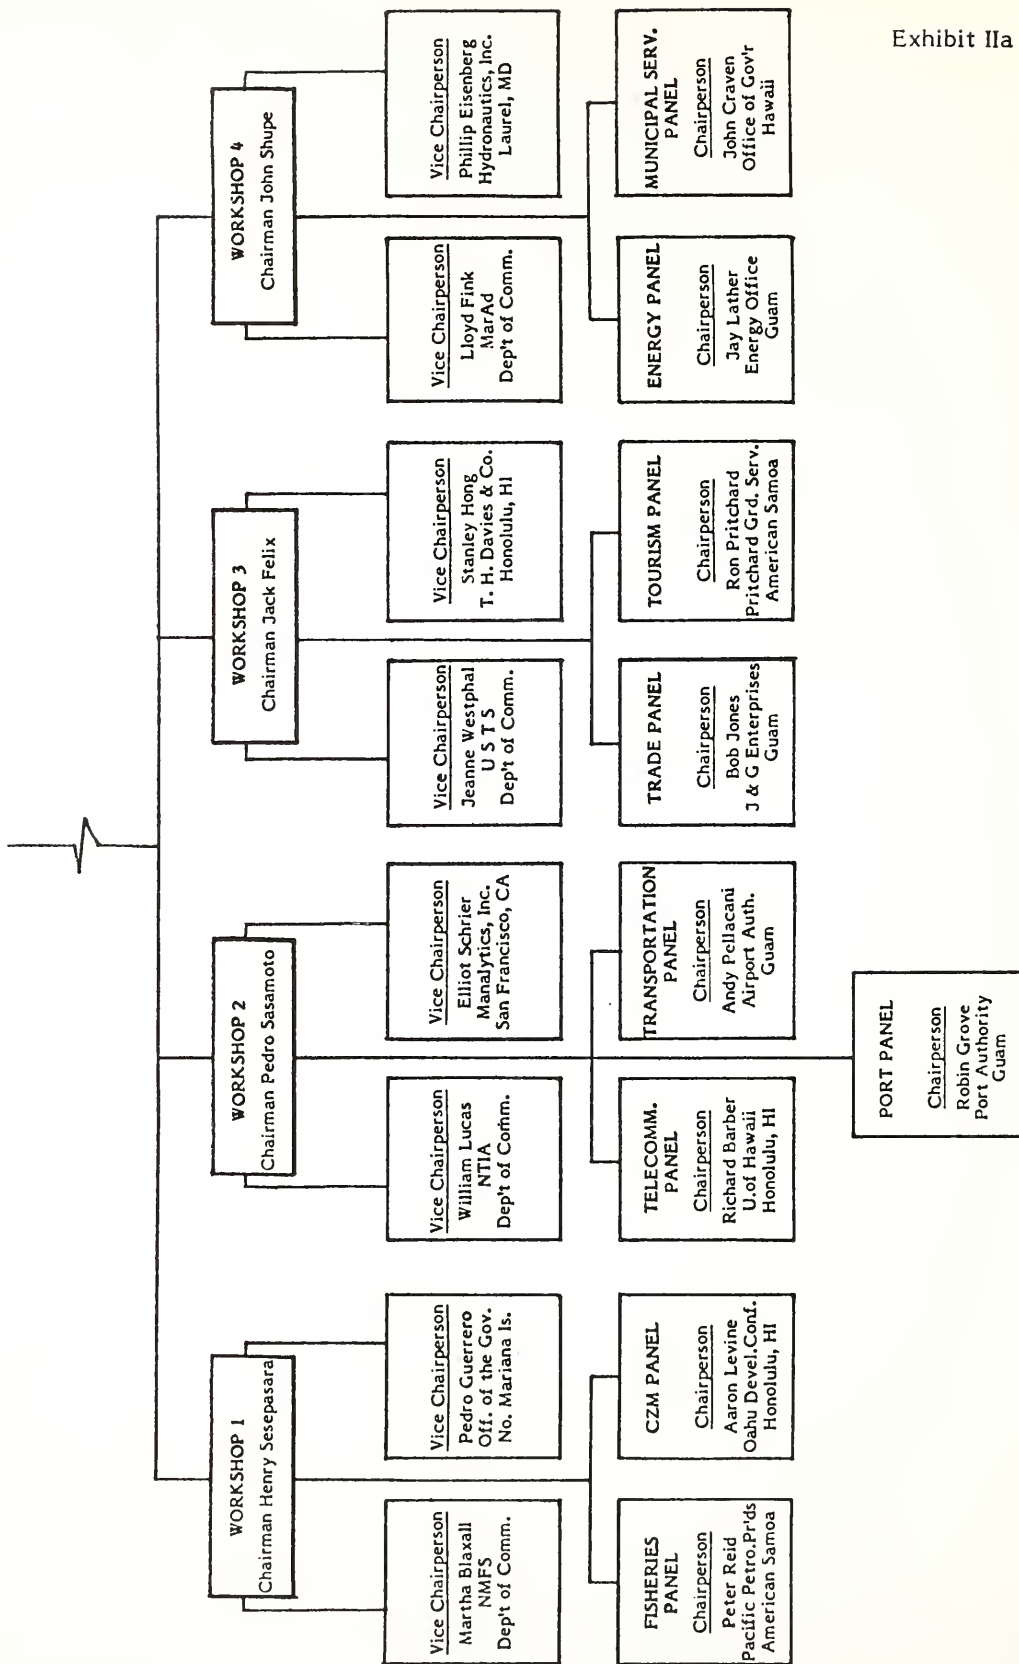 Exhibit IIa
WORKSHOP 1
Chairman Henry Sesepasara
Vice Chairperson
Martha Blaxall
NMFS
Dep't of Comm.
Vice Chairperson
Pedro Guerrero
Off. of the Gov.
No. Mariana Is.
FISHERIES
PANEL
Chairperson
Peter Reid
Pacific Petro.Pr'ds
American Samoa
CZM PANEL
Chairperson
Aaron Levine
Oahu Devel.Conf.
Honolulu, HI
WORKSHOP 2
Chairman Pedro Sasamoto
Vice Chairperson
William Lucas
NTIA
Dep't of Comm.
Vice Chairperson
Elliot Schrier
Manalytics, Inc.
San Francisco, CA
TELECOMM.
PANEL
Chairperson
Richard Barber
U.of Hawaii
Honolulu, HI
TRANSPORTATION
PANEL
Chairperson
Andy Pellacani
Airport Auth.
Guam
PORT PANEL
Chairperson
Robin Grove
Port Authority
Guam
WORKSHOP 3
Chairman Jack Felix
Vice Chairperson
Jeanne Westphal
U S T S
Dep't of Comm.
Vice Chairperson
Stanley Hong
T. H. Davies & Co.
Honolulu, HI
TRADE PANEL
Chairperson
Bob Jones
J & G Enterprises
Guam
TOURISM PANEL
Chairperson
Ron Pritchard
Pritchard Grd. Serv.
American Samoa
WORKSHOP 4
Chairman John Shupe
Vice Chairperson
Lloyd Fink
MarAd
Dep't of Comm.
Vice Chairperson
Phillip Eisenberg
Hydronautics, Inc.
Laurel, MD
ENERGY PANEL
Chairperson
Jay Lather
Energy Office
Guam
MUNICIPAL SERV.
PANEL
Chairperson
John Craven
Office of Gov'r
Hawaii